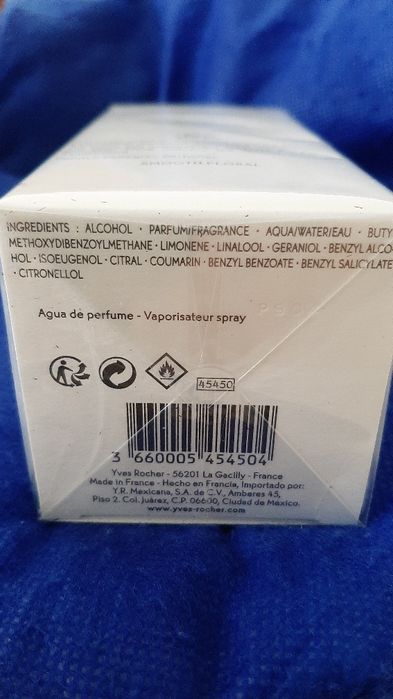 SMOOTH FLORAL
INGREDIENTS : ALCOHOL · PARFUM/FRAGRANCE · AQUA/WATER/EAU · BUTY
METHOXYDIBENZOYLMETHANE · LIMONENE · LINALOOL · GERANIOL · BENZYL ALCO
HOL · ISOEUGENOL · CITRAL · COUMARIN · BENZYL BENZOATE · BENZYL SALICYLATE
· CITRONELLOL
Agua de perfume - Vaporisateur spray
45450
3 660005 454504
Yves Rocher - 56201 La Gacilly - France
Made in France - Hecho en Francia, Importado por:
Y.R. Mexicana, S.A. de C.V., Amberes 45,
Piso 2. Col. Juárez, C.P. 06600, Ciudad de México.
www.yves-rocher.com